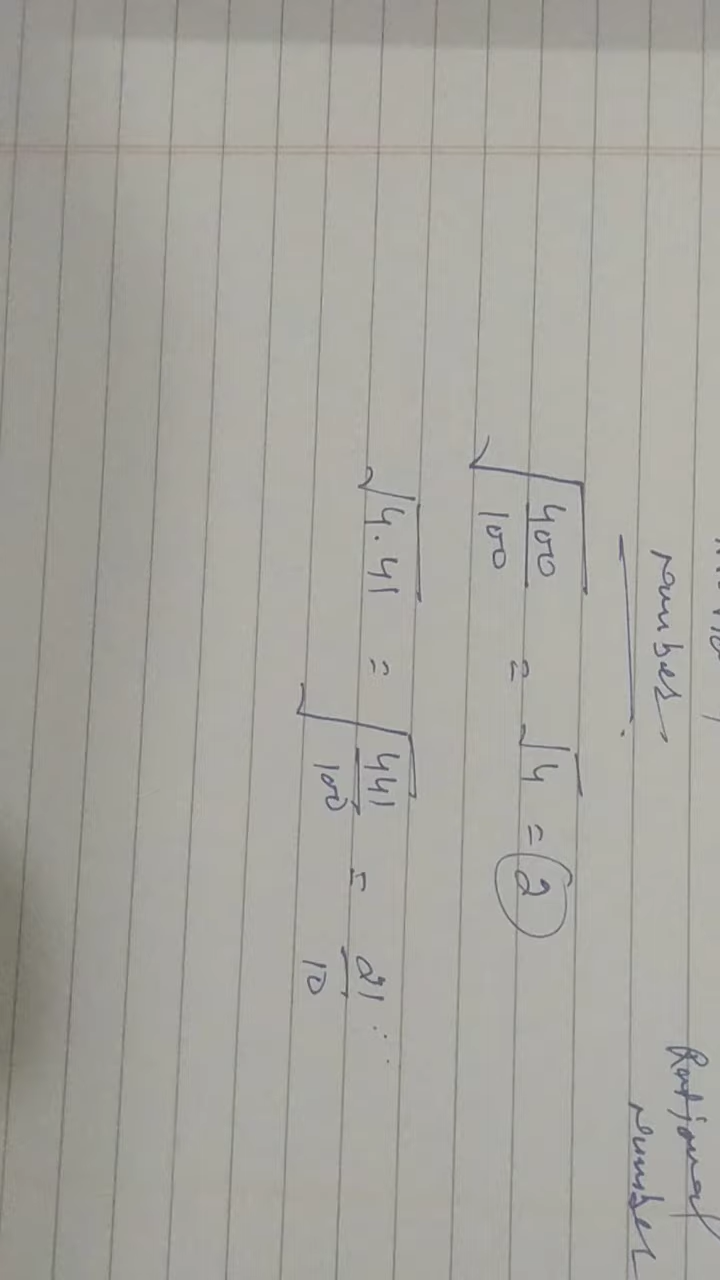 Rational
numbers number
√(400/100) = √4 = 2
√4.41 = √(441/100) = 21/10